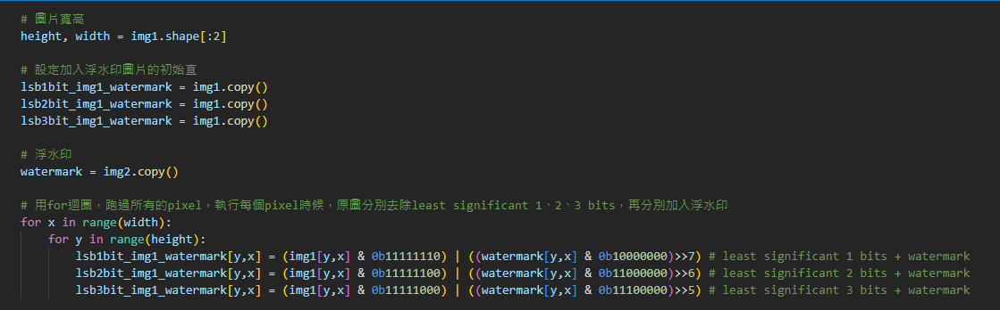 # 圖片寬高
height, width = img1.shape[:2]
# 設定加入浮水印圖片的初始直
lsb1bit_img1_watermark = img1.copy()
lsb2bit_img1_watermark = img1.copy()
lsb3bit_img1_watermark = img1.copy()
# 浮水印
watermark = img2.copy()
# 用for迴圈，跑過所有的pixel，執行每個pixel時候，原圖分別去除least significant 1、2、3 bits，再分別加入浮水印
for x in range(width):
    for y in range(height):
        lsb1bit_img1_watermark[y,x] = (img1[y,x] & 0b11111110) | ((watermark[y,x] & 0b10000000)>>7) # least significant 1 bits + watermark
        lsb2bit_img1_watermark[y,x] = (img1[y,x] & 0b11111100) | ((watermark[y,x] & 0b11000000)>>6) # least significant 2 bits + watermark
        lsb3bit_img1_watermark[y,x] = (img1[y,x] & 0b11111000) | ((watermark[y,x] & 0b11100000)>>5) # least significant 3 bits + watermark